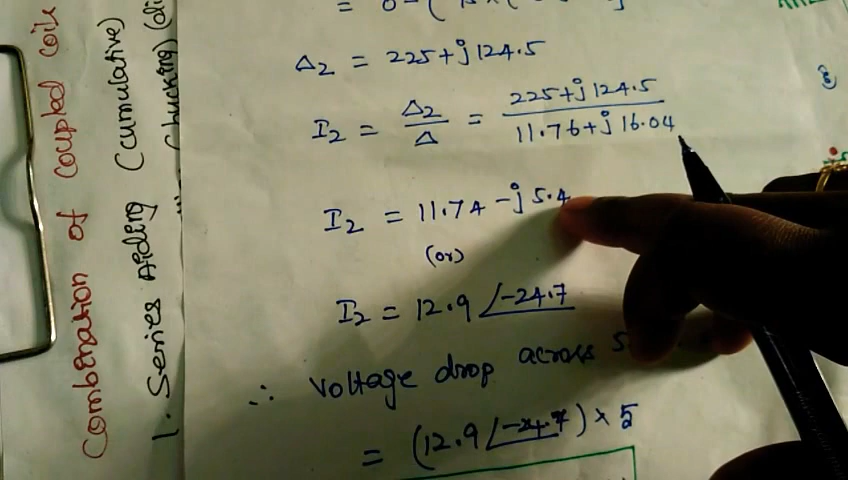 Δ2 = 225+j124.5
I2 = Δ2/Δ = 225+j124.5/11.76+j16.04
I2 = 11.74-j5.4
(or)
I2 = 12.9∠-24.7
∴ Voltage drop across 5
= (12.9∠-24.7) × 5
Combination of coupled coils
1. Series Aiding (cumulative)